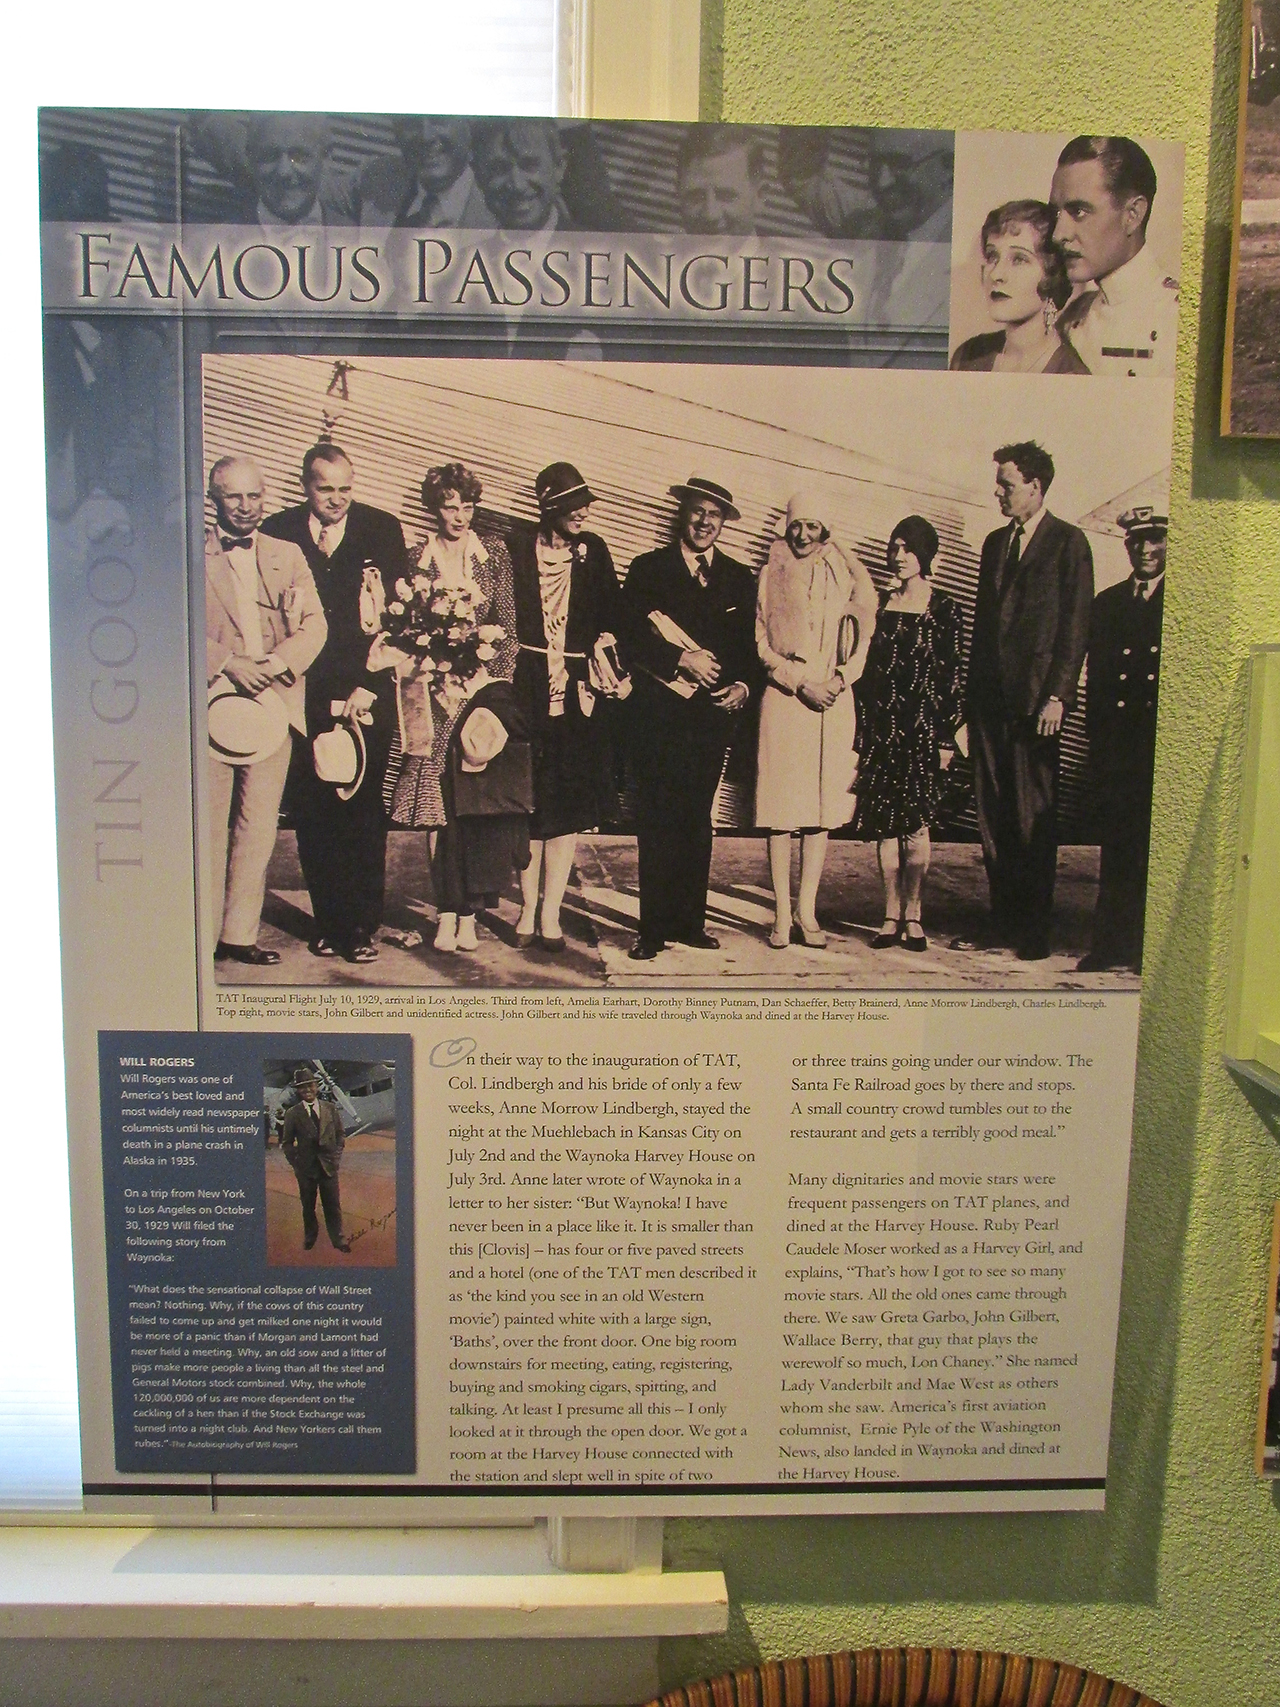 FAMOUS PASSENGERS
TIN GOOSE
TAT Inaugural Flight July 10, 1929, arrival in Los Angeles. Third from left, Amelia Earhart, Dorothy Binney Putnam, Dan Schaeffer, Betty Brainerd, Anne Morrow Lindbergh, Charles Lindbergh.
Top right, movie stars, John Gilbert and unidentified actress. John Gilbert and his wife traveled through Waynoka and dined at the Harvey House.
WILL ROGERS
Will Rogers was one of
America's best loved and
most widely read newspaper
columnists until his untimely
death in a plane crash in
Alaska in 1935.
On a trip from New York
to Los Angeles on October
30, 1929 Will filed the
following story from
Waynoka:
"What does the sensational collapse of Wall Street
mean? Nothing. Why, if the cows of this country
failed to come up and get milked one night it would
be more of a panic than if Morgan and Lamont had
never held a meeting. Why, an old sow and a litter of
pigs make more people a living than all the steel and
General Motors stock combined. Why, the whole
120,000,000 of us are more dependent on the
cackling of a hen than if the Stock Exchange was
turned into a night club. And New Yorkers call them
rubes." -The Autobiography of Will Rogers
Will Rogers
On their way to the inauguration of TAT,
Col. Lindbergh and his bride of only a few
weeks, Anne Morrow Lindbergh, stayed the
night at the Muehlebach in Kansas City on
July 2nd and the Waynoka Harvey House on
July 3rd. Anne later wrote of Waynoka in a
letter to her sister: "But Waynoka! I have
never been in a place like it. It is smaller than
this [Clovis] – has four or five paved streets
and a hotel (one of the TAT men described it
as 'the kind you see in an old Western
movie') painted white with a large sign,
'Baths', over the front door. One big room
downstairs for meeting, eating, registering,
buying and smoking cigars, spitting, and
talking. At least I presume all this – I only
looked at it through the open door. We got a
room at the Harvey House connected with
the station and slept well in spite of two
or three trains going under our window. The
Santa Fe Railroad goes by there and stops.
A small country crowd tumbles out to the
restaurant and gets a terribly good meal."
Many dignitaries and movie stars were
frequent passengers on TAT planes, and
dined at the Harvey House. Ruby Pearl
Caudele Moser worked as a Harvey Girl, and
explains, "That's how I got to see so many
movie stars. All the old ones came through
there. We saw Greta Garbo, John Gilbert,
Wallace Berry, that guy that plays the
werewolf so much, Lon Chaney." She named
Lady Vanderbilt and Mae West as others
whom she saw. America's first aviation
columnist, Ernie Pyle of the Washington
News, also landed in Waynoka and dined at
the Harvey House.